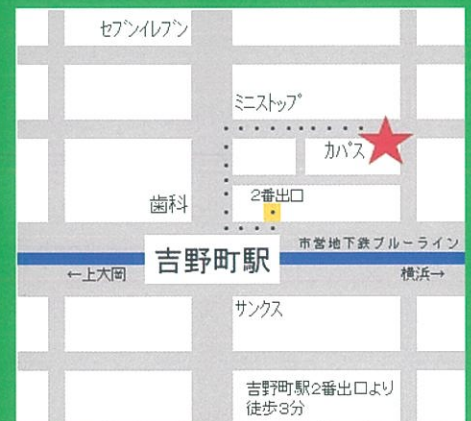 セブンイレブン
ミニストップ
カバス
歯科
2番出口
市営地下鉄ブルーライン
吉野町駅
←上大岡
横浜→
サンクス
吉野町駅2番出口より
徒歩3分